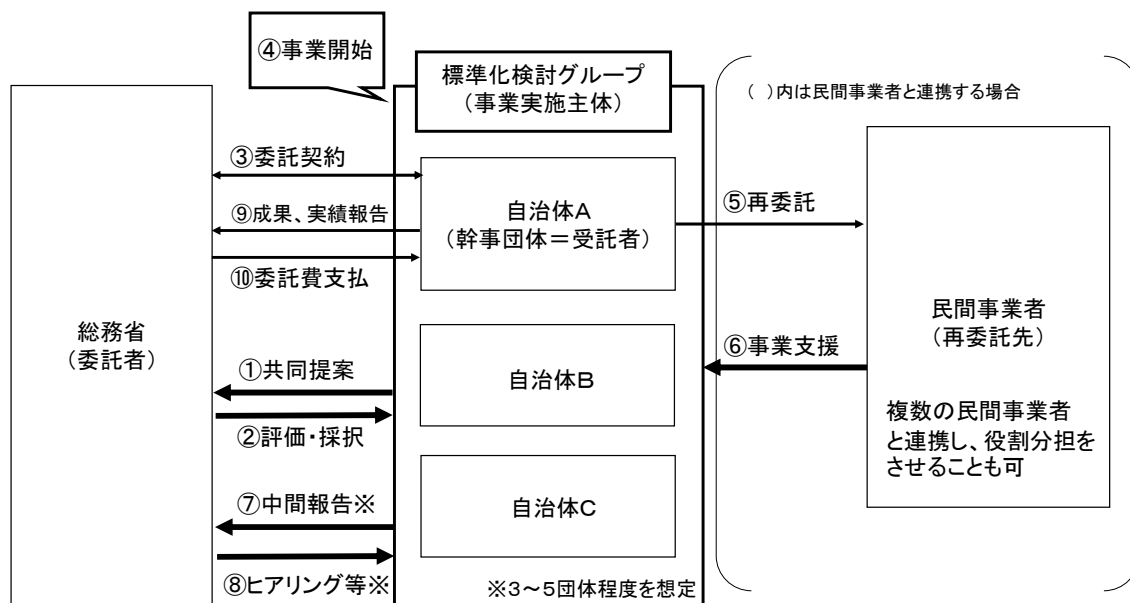 ④事業開始
標準化検討グループ
（事業実施主体）
（ ）内は民間事業者と連携する場合
③委託契約
⑨成果、実績報告
⑩委託費支払
自治体A
（幹事団体＝受託者）
⑤再委託
総務省
（委託者）
①共同提案
②評価・採択
自治体B
⑥事業支援
民間事業者
（再委託先）
複数の民間事業者
と連携し、役割分担を
させることも可
⑦中間報告※
⑧ヒアリング等※
自治体C
※3～5団体程度を想定